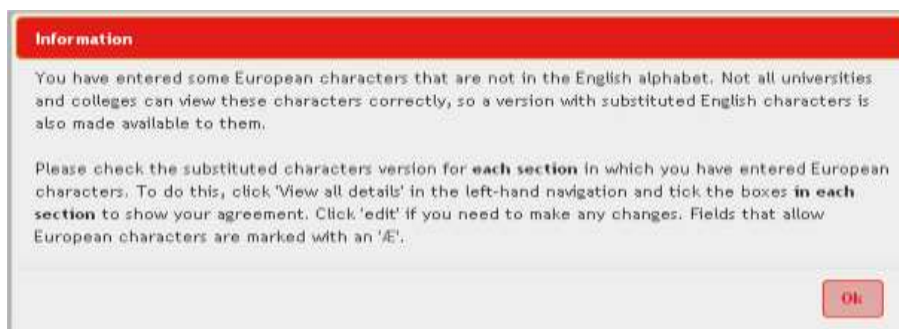 Information
You have entered some European characters that are not in the English alphabet. Not all universities
and colleges can view these characters correctly, so a version with substituted English characters is
also made available to them.
Please check the substituted characters version for each section in which you have entered European
characters. To do this, click 'View all details' in the left-hand navigation and tick the boxes in each
section to show your agreement. Click 'edit' if you need to make any changes. Fields that allow
European characters are marked with an 'Æ'.
Ok